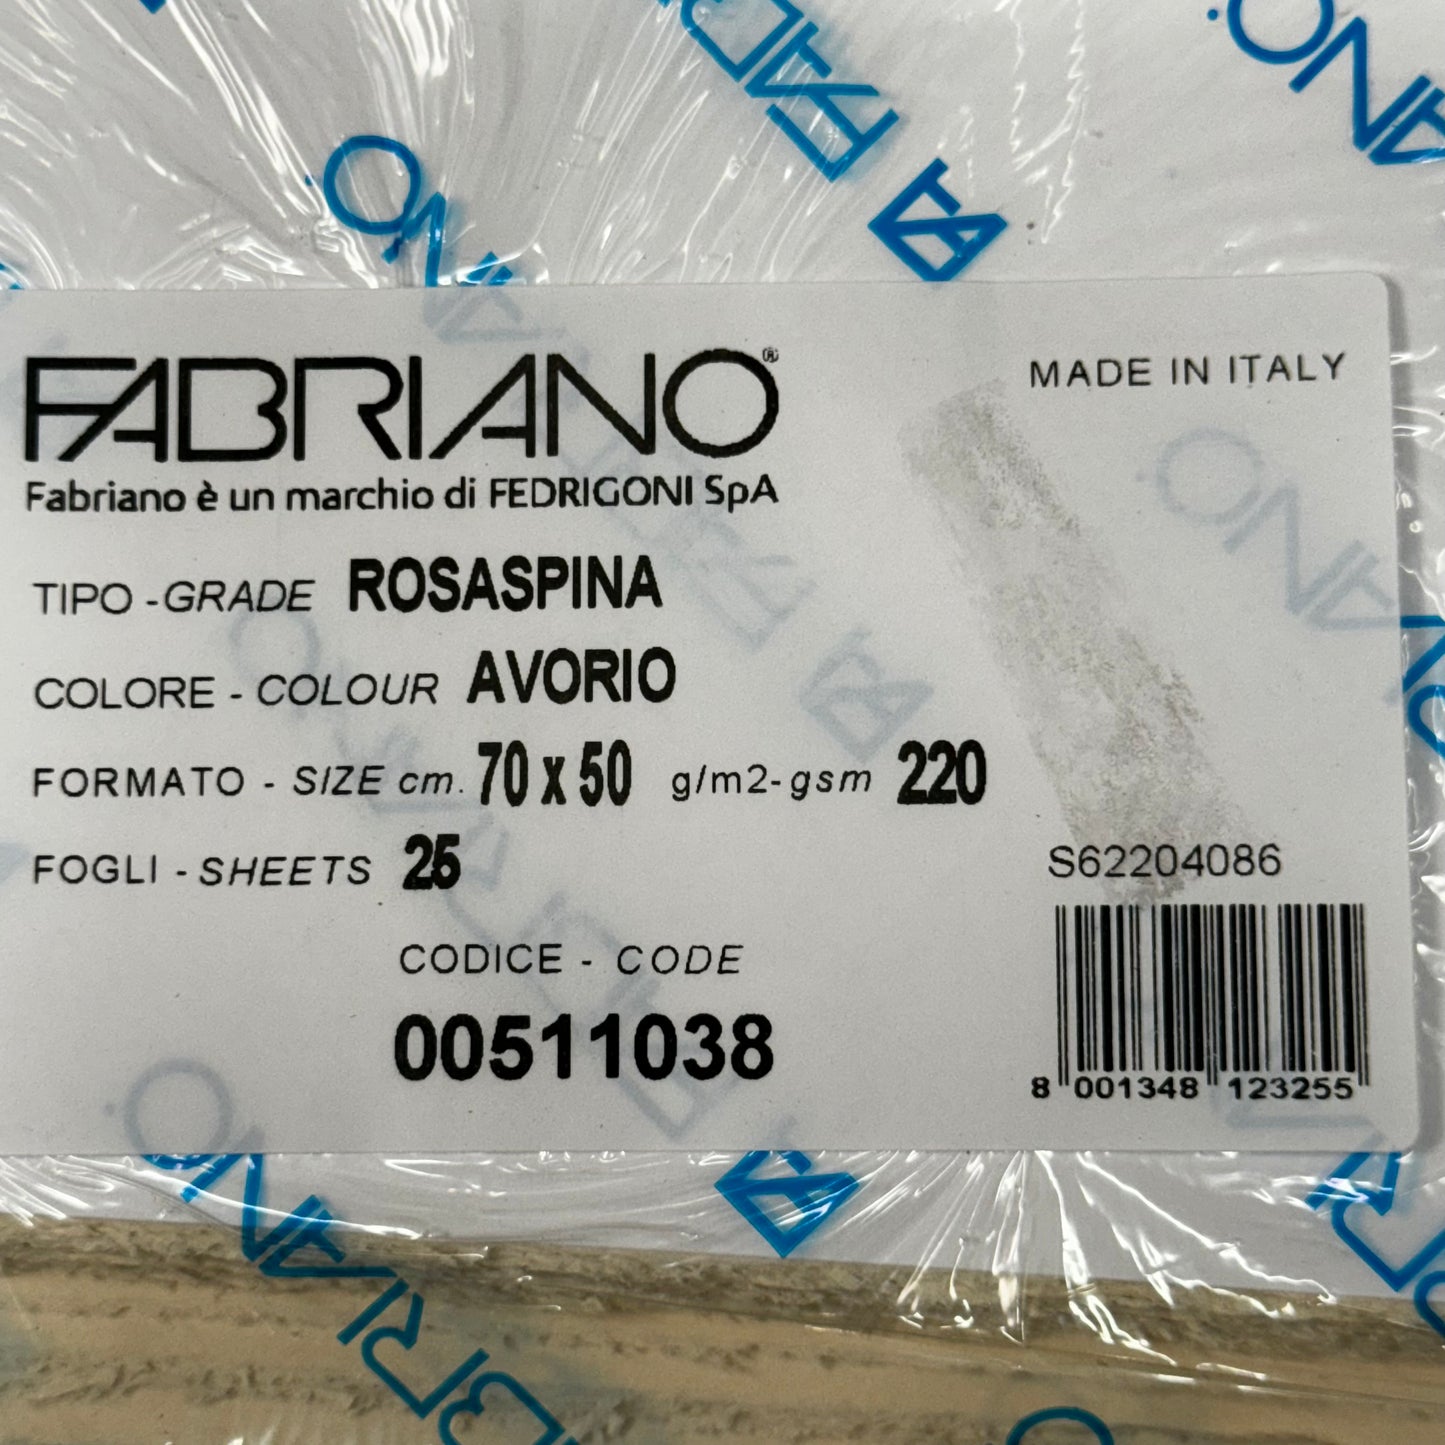 FABRIANO®
MADE IN ITALY
Fabriano è un marchio di FEDRIGONI SpA
TIPO - GRADE ROSASPINA
COLORE - COLOUR AVORIO
FORMATO - SIZE cm. 70 x 50 g/m2- gsm 220
FOGLI - SHEETS 25
S62204086
CODICE - CODE
00511038
8 001348 123255